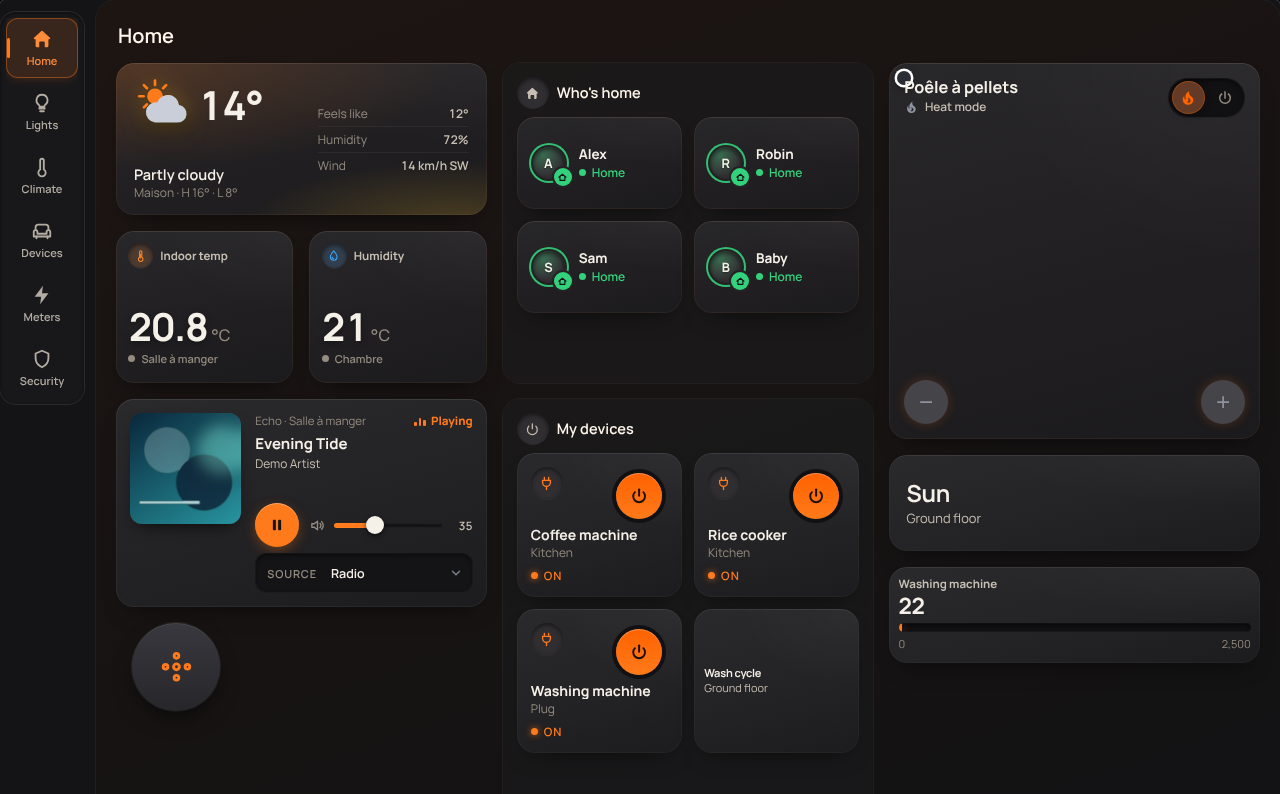 Home
Home
Lights
Climate
Devices
Meters
Security
14°
Feels like 12°
Humidity 72%
Wind 14 km/h SW
Partly cloudy
Maison · H 16° · L 8°
Indoor temp
20.8 °C
Salle à manger
Humidity
21 °C
Chambre
Echo · Salle à manger
Playing
Evening Tide
Demo Artist
35
SOURCE Radio
Who's home
A
Alex
Home
R
Robin
Home
S
Sam
Home
B
Baby
Home
My devices
Coffee machine
Kitchen
ON
Rice cooker
Kitchen
ON
Washing machine
Plug
ON
Wash cycle
Ground floor
Poêle à pellets
Heat mode
Sun
Ground floor
Washing machine
22
0 2,500